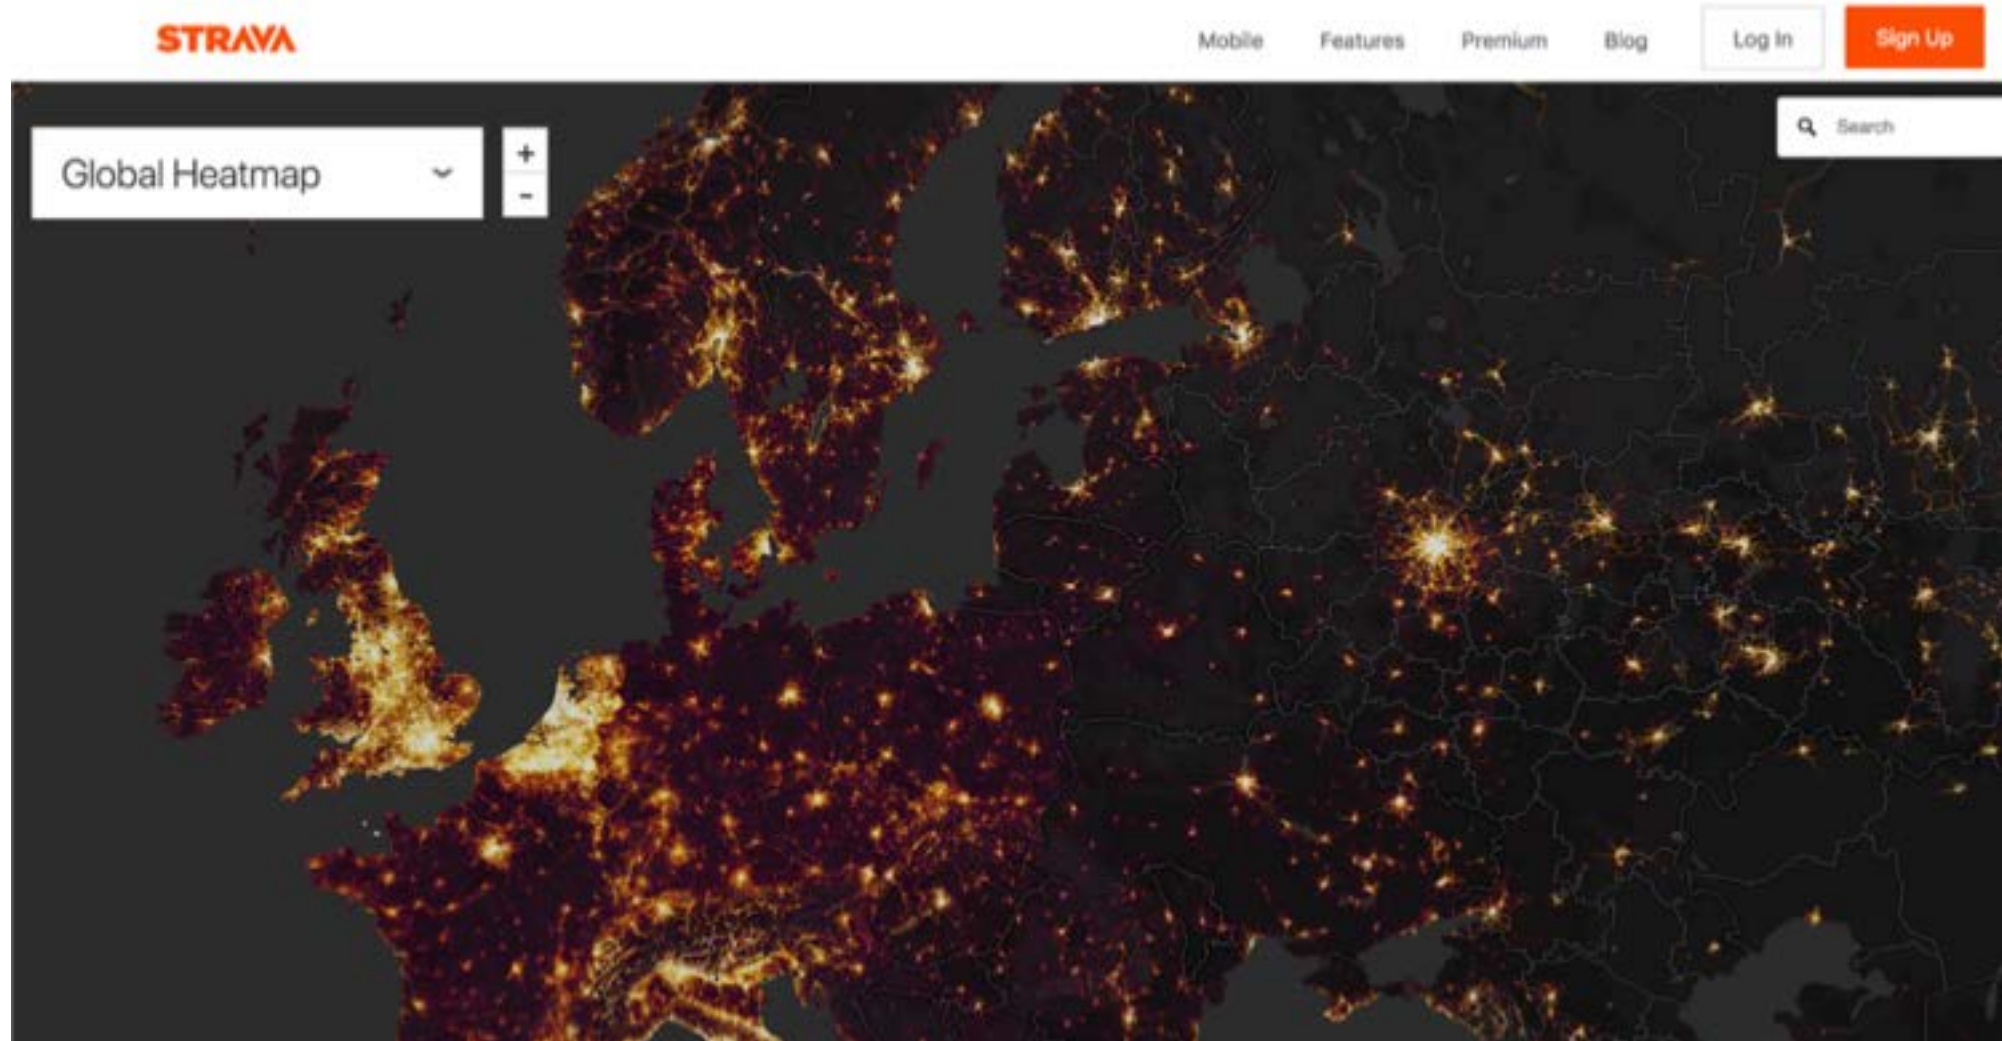 STRAVA
Mobile Features Premium Blog Log In Sign Up
Global Heatmap
+
-
Search